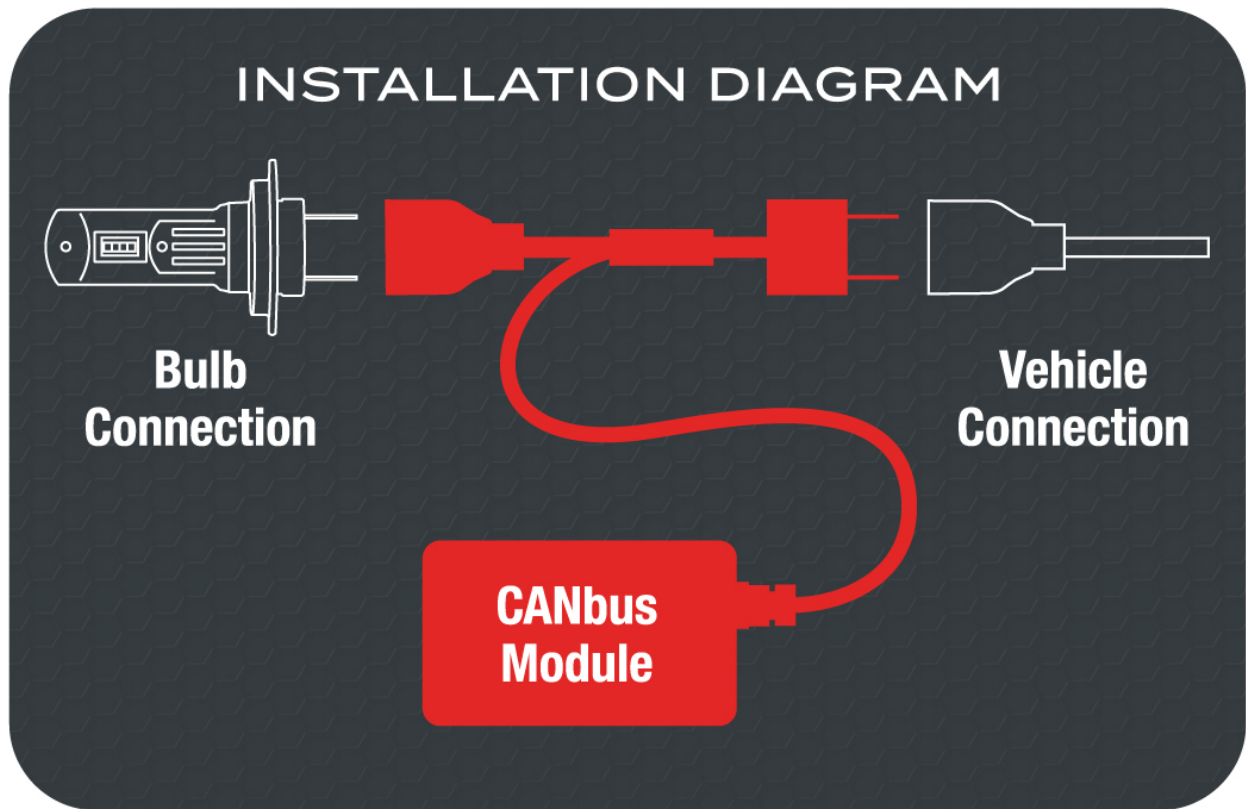 INSTALLATION DIAGRAM
Bulb
Connection
Vehicle
Connection
CANbus
Module